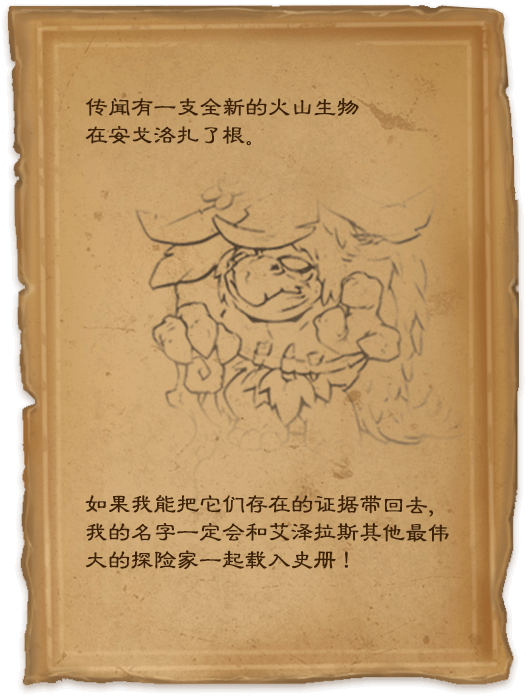 传闻有一支全新的火山生物
在安戈洛扎了根。
如果我能把它们存在的证据带回去，
我的名字一定会和艾泽拉斯其他最伟
大的探险家一起载入史册！